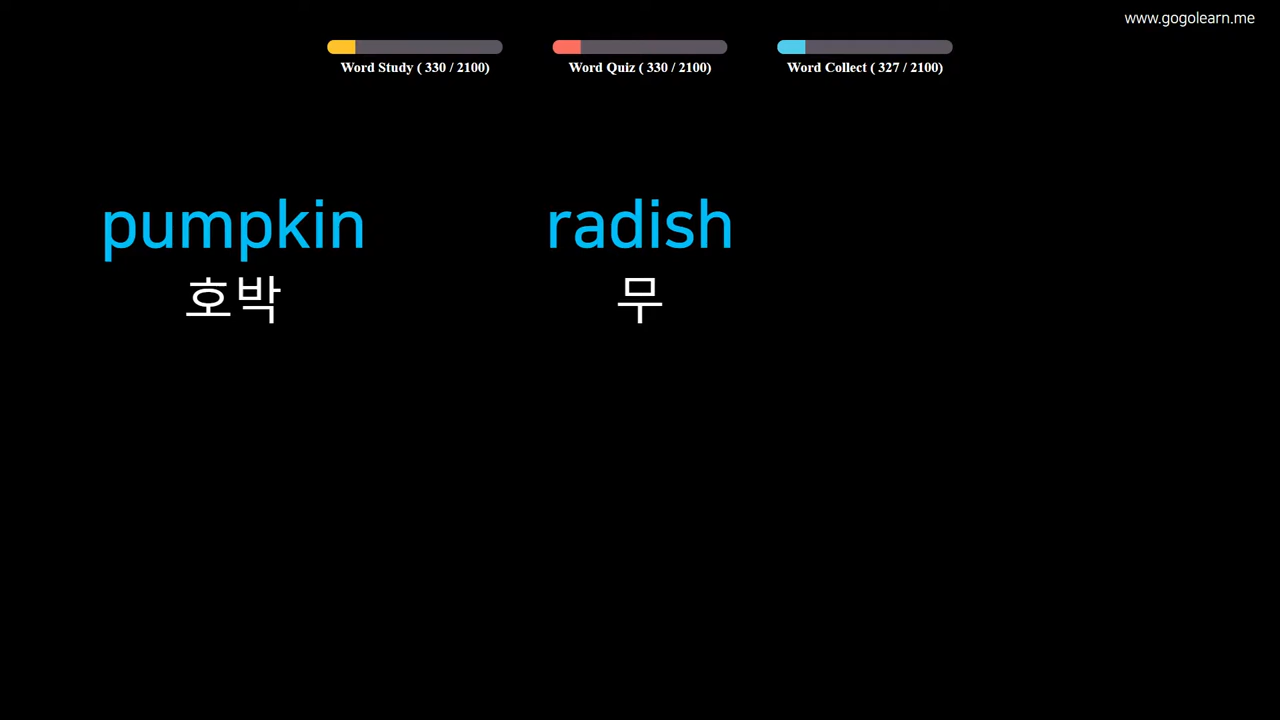 www.gogolearn.me
Word Study ( 330 / 2100)
Word Quiz ( 330 / 2100)
Word Collect ( 327 / 2100)
pumpkin
호박
radish
무